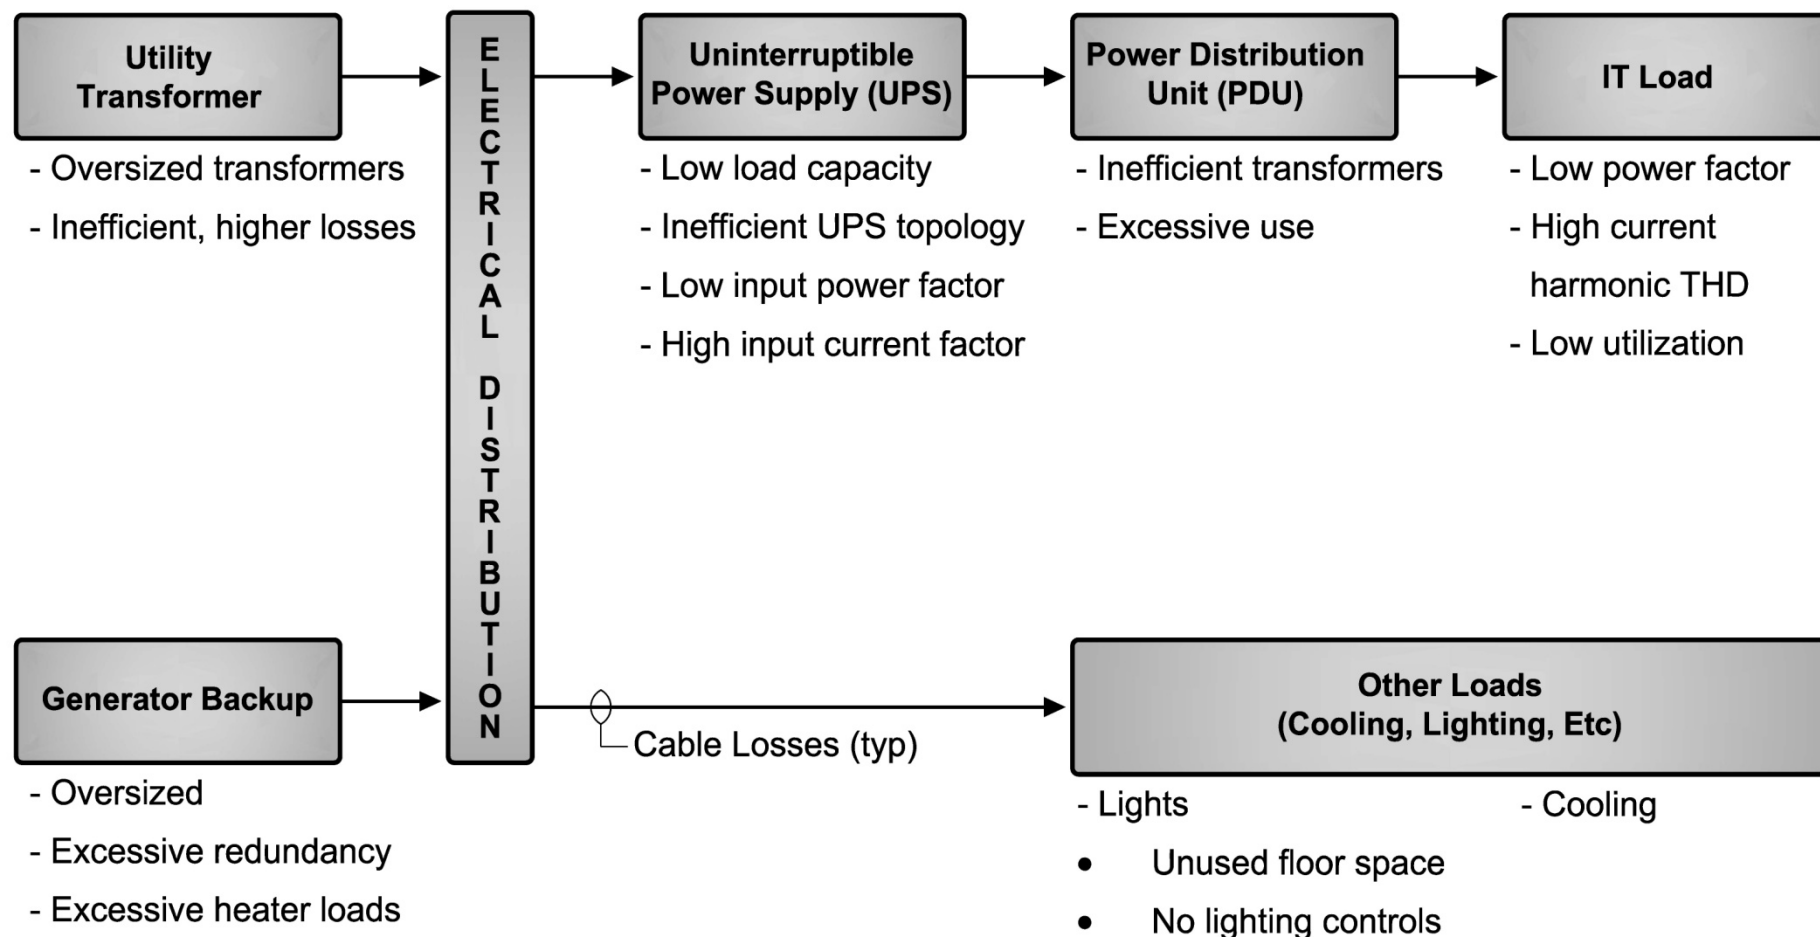 Utility
Transformer
- Oversized transformers
- Inefficient, higher losses
ELECTRICAL DISTRIBUTION
Uninterruptible
Power Supply (UPS)
- Low load capacity
- Inefficient UPS topology
- Low input power factor
- High input current factor
Power Distribution
Unit (PDU)
- Inefficient transformers
- Excessive use
IT Load
- Low power factor
- High current
harmonic THD
- Low utilization
Generator Backup
- Oversized
- Excessive redundancy
- Excessive heater loads
Cable Losses (typ)
Other Loads
(Cooling, Lighting, Etc)
- Lights
• Unused floor space
• No lighting controls
- Cooling